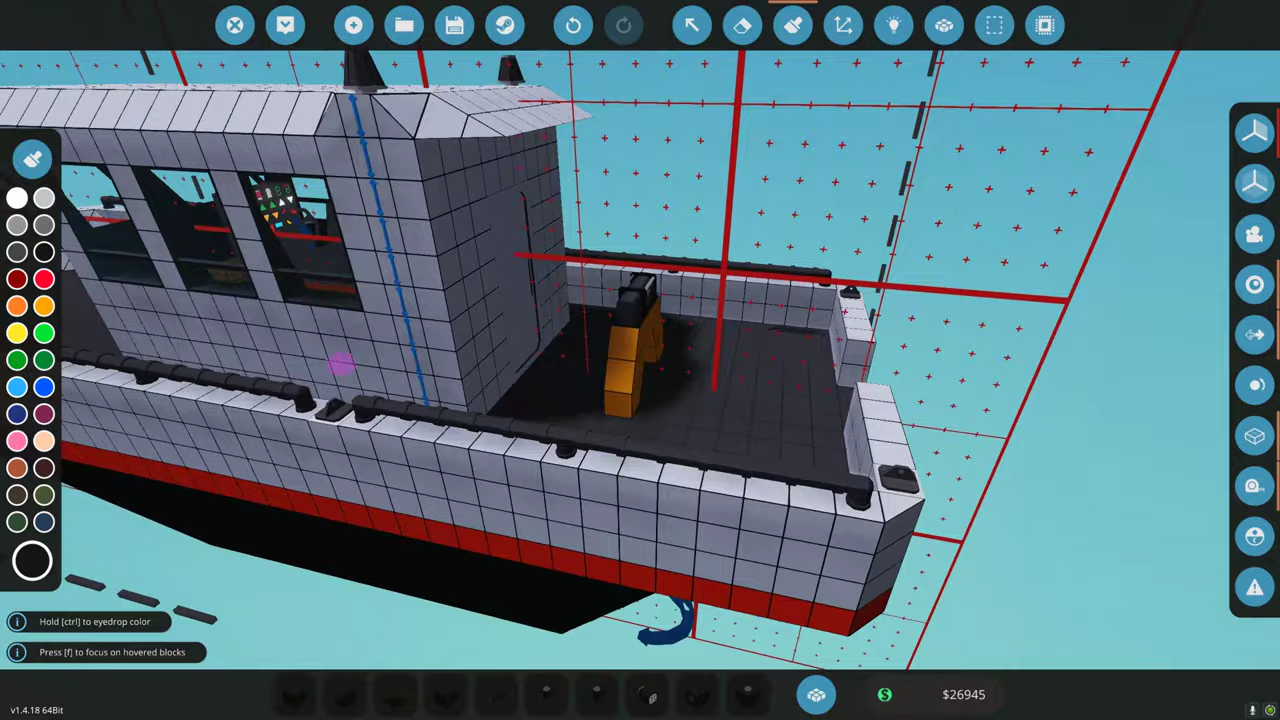 Hold [ctrl] to eyedrop color
Press [f] to focus on hovered blocks
$26945
v1.4.18 64Bit